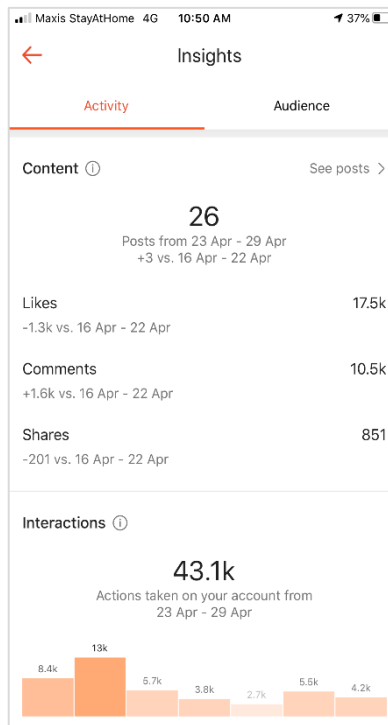 Maxis StayAtHome 4G 10:50 AM 37%
Insights
Activity Audience
Content See posts >
26
Posts from 23 Apr - 29 Apr
+3 vs. 16 Apr - 22 Apr
Likes 17.5k
-1.3k vs. 16 Apr - 22 Apr
Comments 10.5k
+1.6k vs. 16 Apr - 22 Apr
Shares 851
-201 vs. 16 Apr - 22 Apr
Interactions
43.1k
Actions taken on your account from
23 Apr - 29 Apr
8.4k 13k 5.7k 3.8k 2.7k 5.5k 4.2k